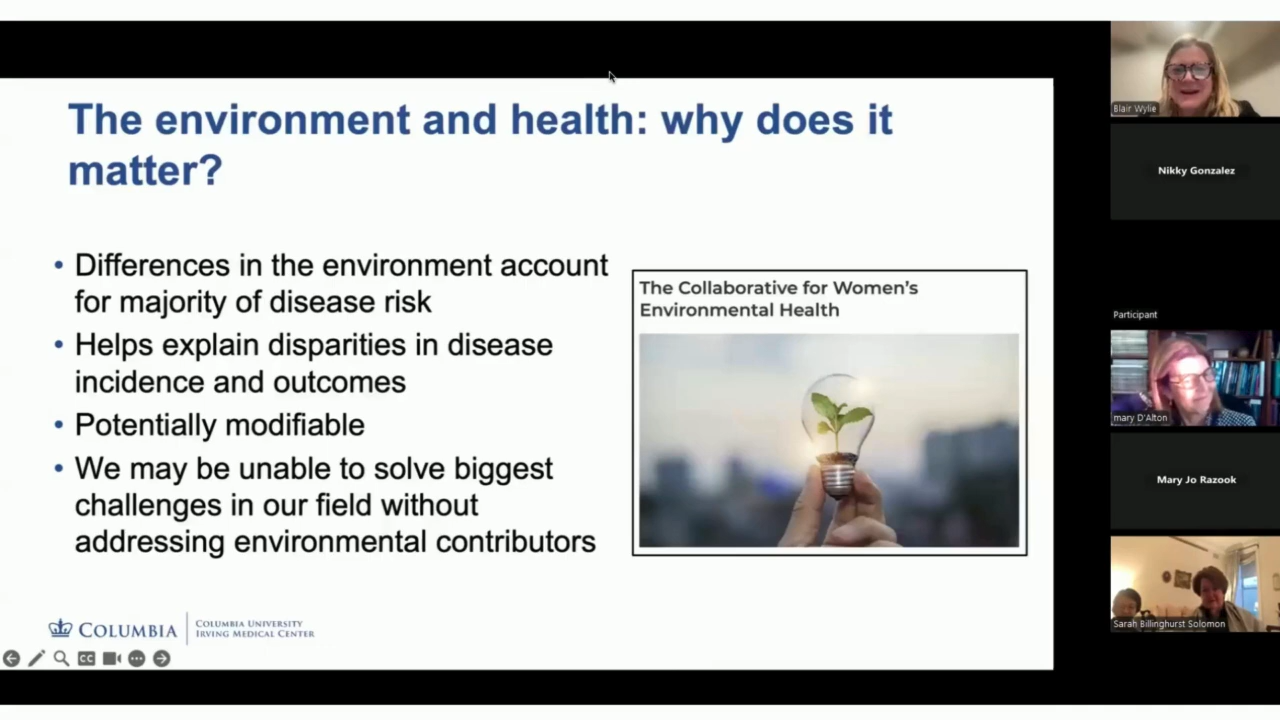 The environment and health: why does it
matter?
• Differences in the environment account
for majority of disease risk
• Helps explain disparities in disease
incidence and outcomes
• Potentially modifiable
• We may be unable to solve biggest
challenges in our field without
addressing environmental contributors
The Collaborative for Women's
Environmental Health
COLUMBIA
COLUMBIA UNIVERSITY
IRVING MEDICAL CENTER
CC
Blair Wylie
Nikky Gonzalez
Participant
mary D'Alton
Mary Jo Razook
Sarah Billinghurst Solomon